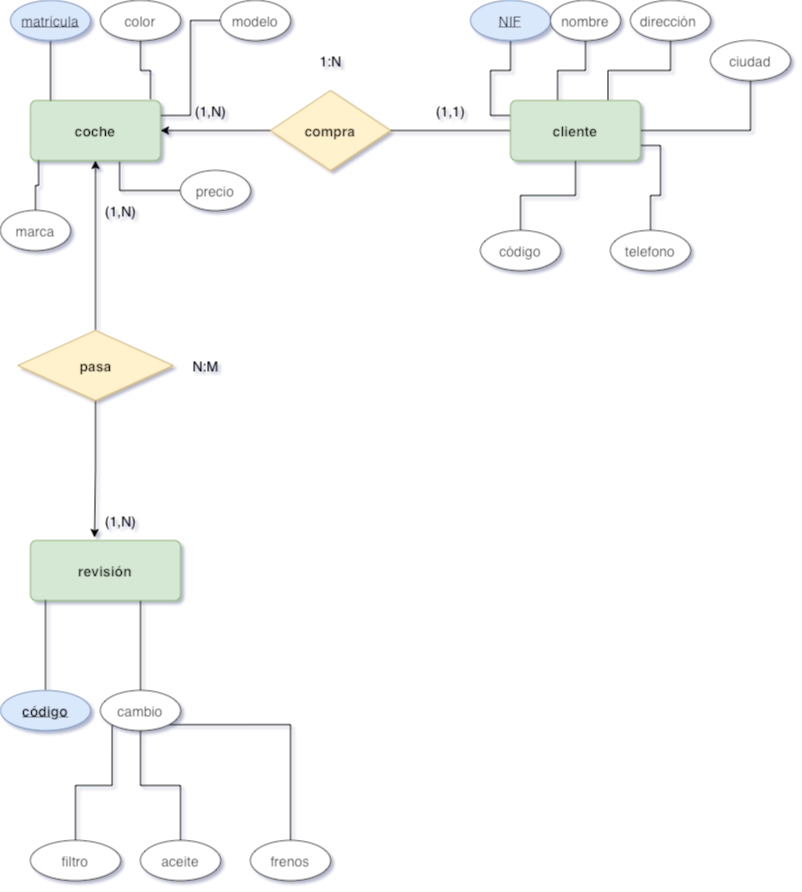 matricula
color
modelo
NIF
nombre
dirección
ciudad
1:N
(1,N)
(1,1)
coche
compra
cliente
precio
(1,N)
marca
código
telefono
pasa
N:M
(1,N)
revisión
código
cambio
filtro
aceite
frenos